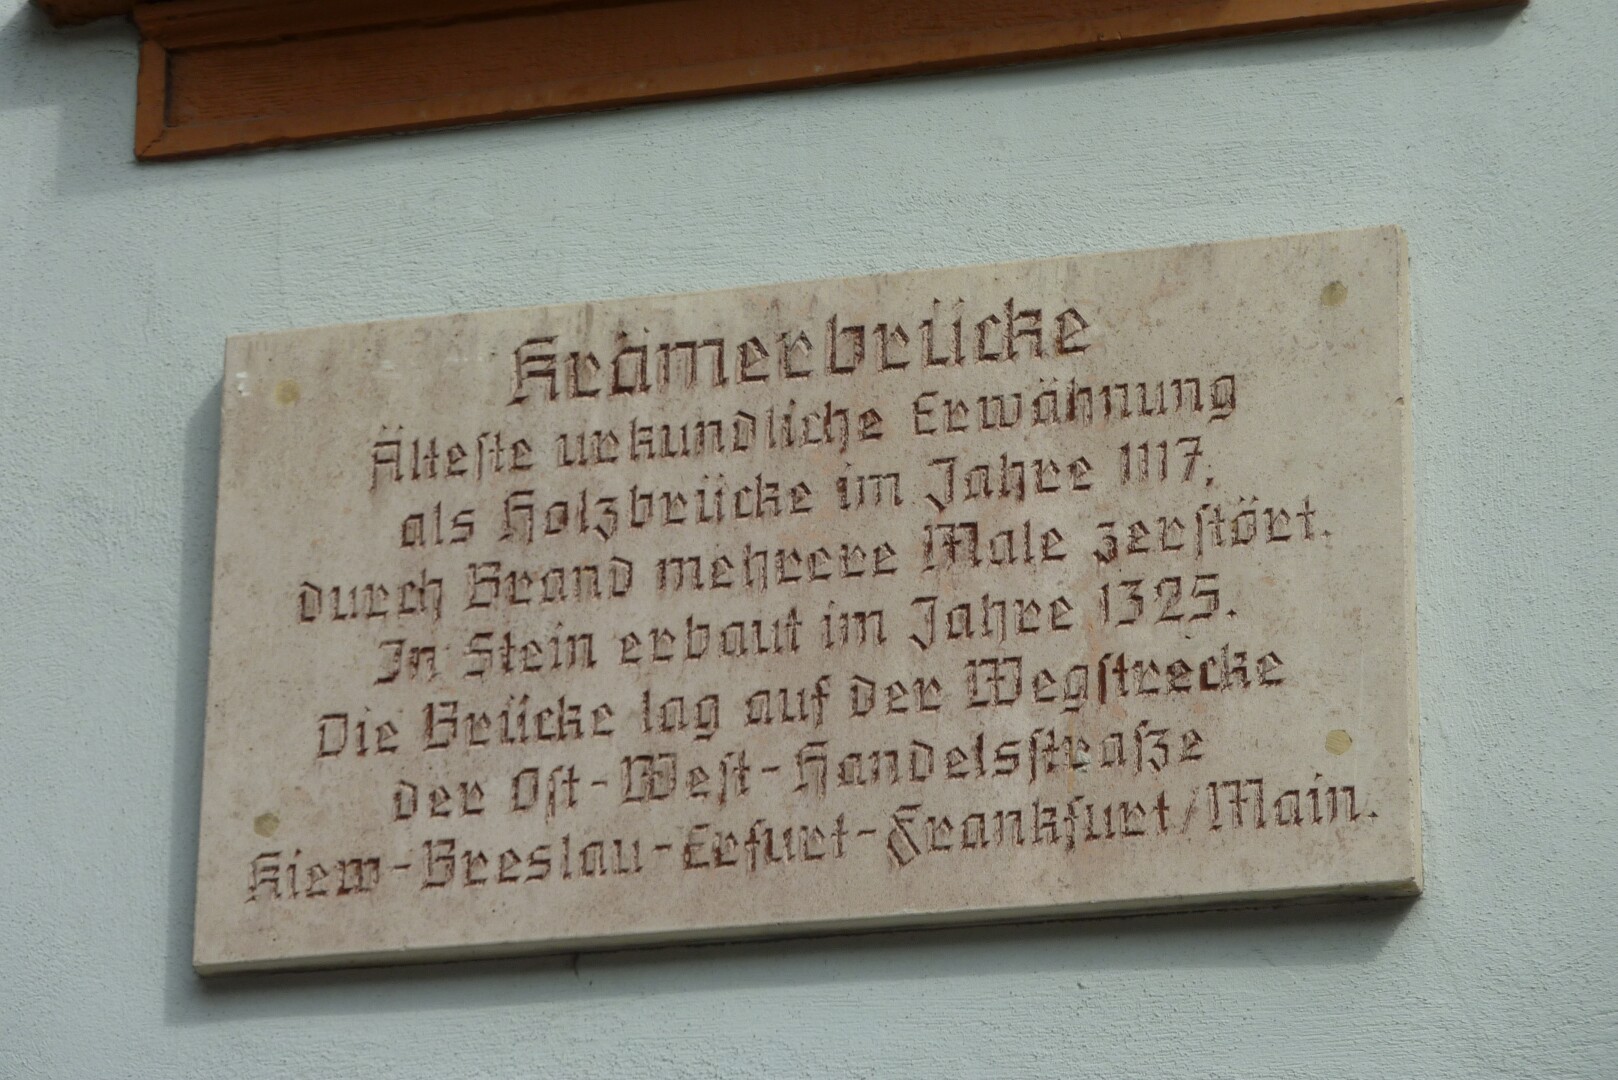 Krämerbrücke
Älteſte urkundliche Erwähnung
als Holzbrücke im Jahre 1117,
durch Brand mehrere Male zerſtört.
In Stein erbaut im Jahre 1325.
Die Brücke lag auf der Wegſtrecke
der Oſt-Weſt-Handelsſtraße
Kiew-Breslau-Erfurt-Frankfurt/Main.